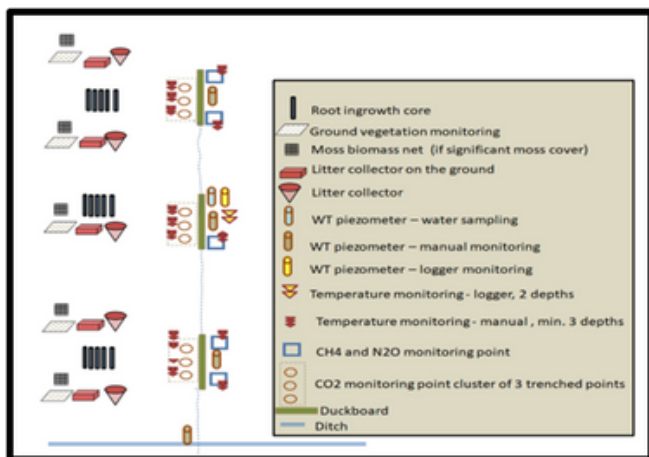 Root ingrowth core
Ground vegetation monitoring
Moss biomass net (if significant moss cover)
Litter collector on the ground
Litter collector
WT piezometer – water sampling
WT piezometer – manual monitoring
WT piezometer – logger monitoring
Temperature monitoring - logger, 2 depths
Temperature monitoring - manual , min. 3 depths
CH4 and N2O monitoring point
CO2 monitoring point cluster of 3 trenched points
Duckboard
Ditch